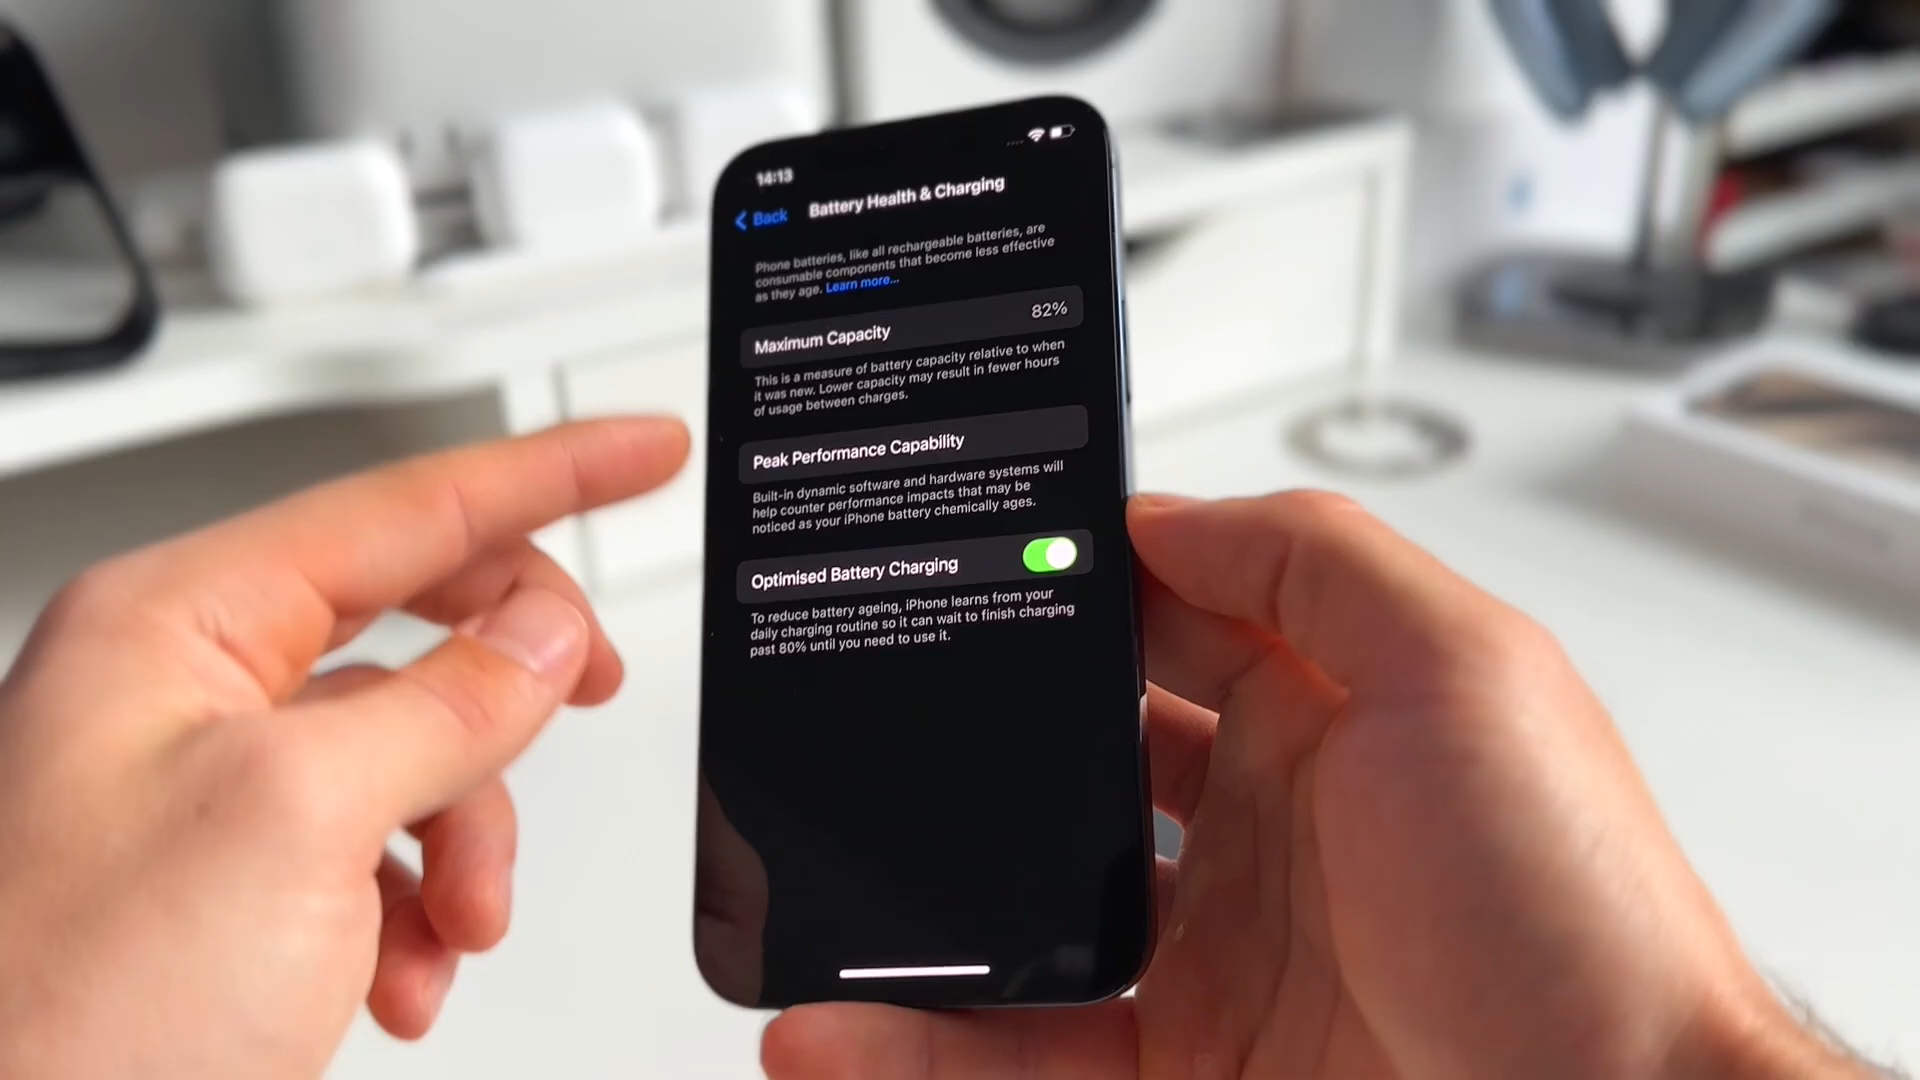 14:13
Back
Battery Health & Charging
Phone batteries, like all rechargeable batteries, are
consumable components that become less effective
as they age. Learn more...
Maximum Capacity
82%
This is a measure of battery capacity relative to when
it was new. Lower capacity may result in fewer hours
of usage between charges.
Peak Performance Capability
Built-in dynamic software and hardware systems will
help counter performance impacts that may be
noticed as your iPhone battery chemically ages.
Optimised Battery Charging
To reduce battery ageing, iPhone learns from your
daily charging routine so it can wait to finish charging
past 80% until you need to use it.